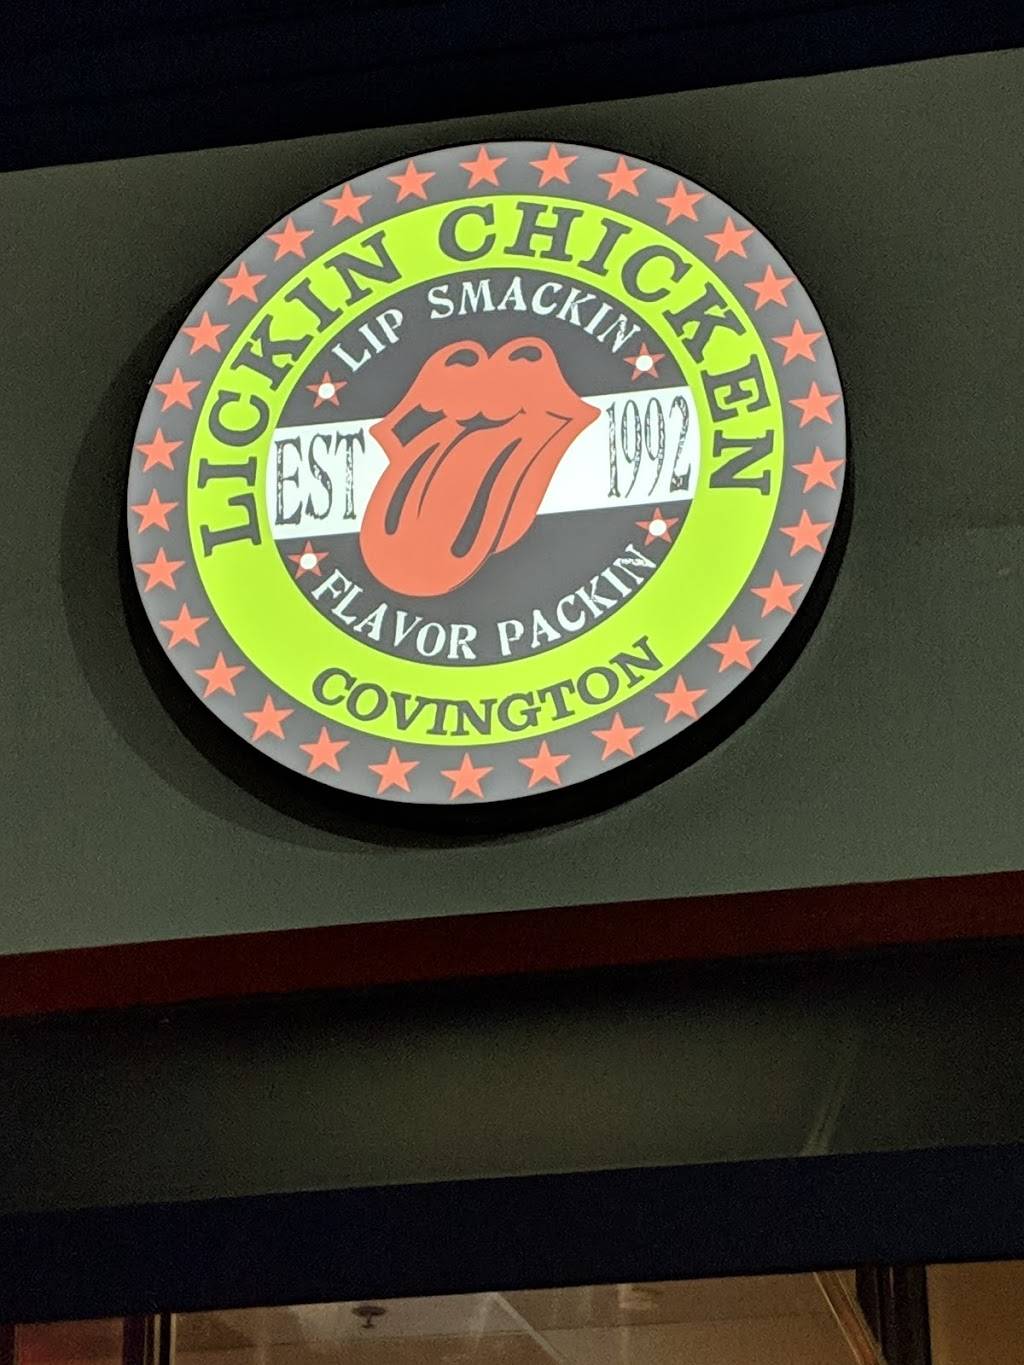 LICKIN CHICKEN
LIP SMACKIN
EST 1992
FLAVOR PACKIN
COVINGTON